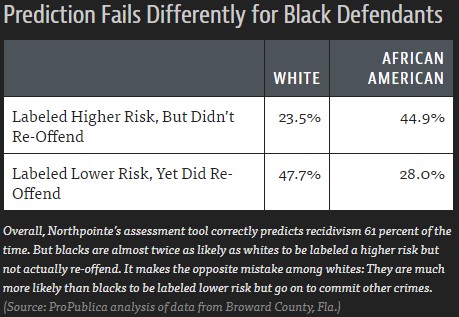 Prediction Fails Differently for Black Defendants
WHITE
AFRICAN
AMERICAN
Labeled Higher Risk, But Didn't
Re-Offend
23.5%
44.9%
Labeled Lower Risk, Yet Did Re-
Offend
47.7%
28.0%
Overall, Northpointe's assessment tool correctly predicts recidivism 61 percent of the
time. But blacks are almost twice as likely as whites to be labeled a higher risk but
not actually re-offend. It makes the opposite mistake among whites: They are much
more likely than blacks to be labeled lower risk but go on to commit other crimes.
(Source: ProPublica analysis of data from Broward County, Fla.)